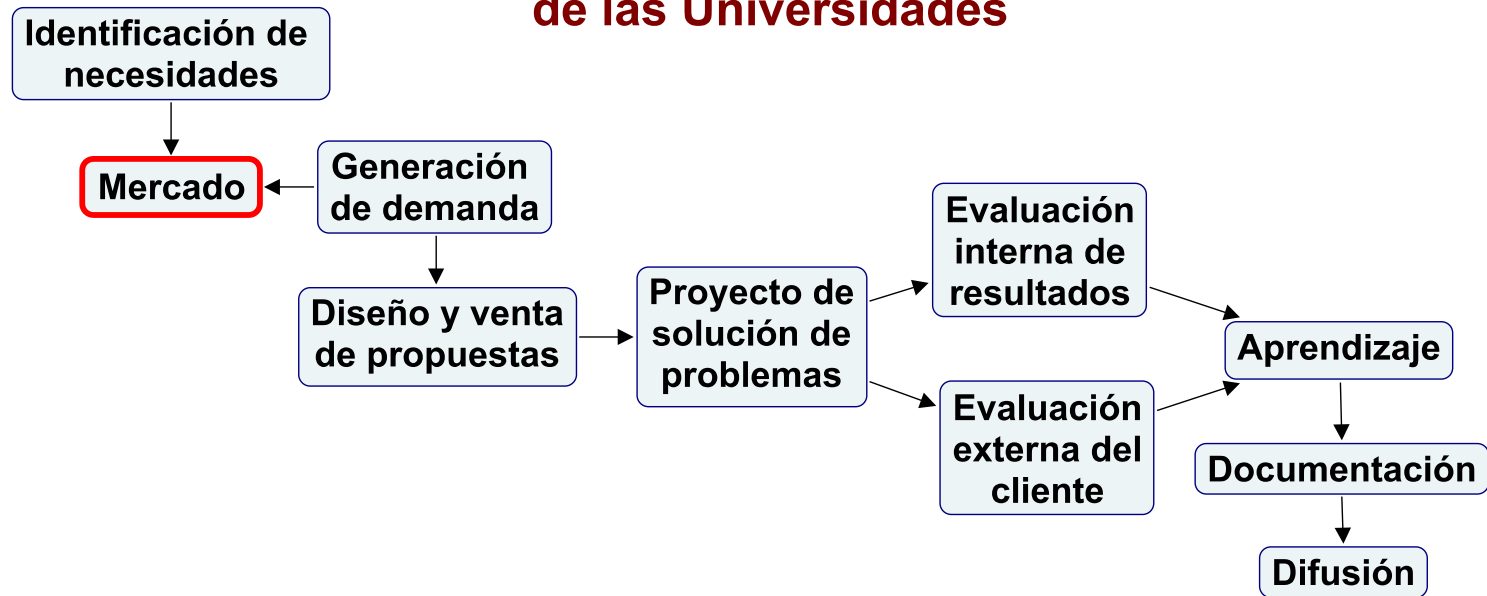 de las Universidades
Identificación de
necesidades
Mercado
Generación
de demanda
Diseño y venta
de propuestas
Proyecto de
solución de
problemas
Evaluación
interna de
resultados
Evaluación
externa del
cliente
Aprendizaje
Documentación
Difusión